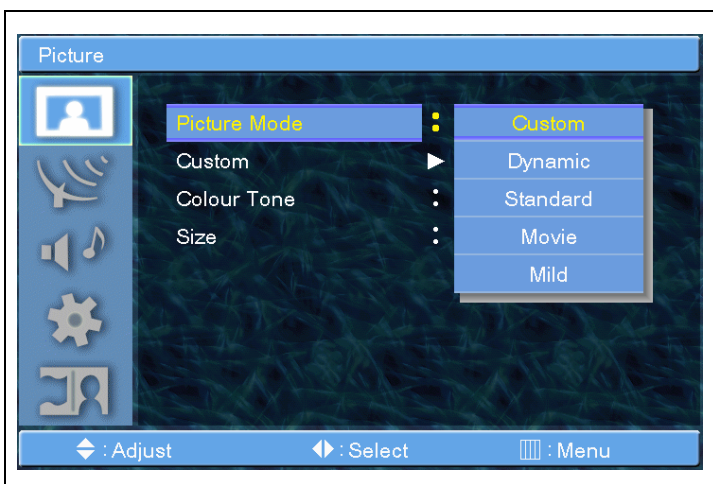 Picture
Picture Mode : Custom
Custom Dynamic
Colour Tone : Standard
Size : Movie
Mild
: Adjust : Select : Menu